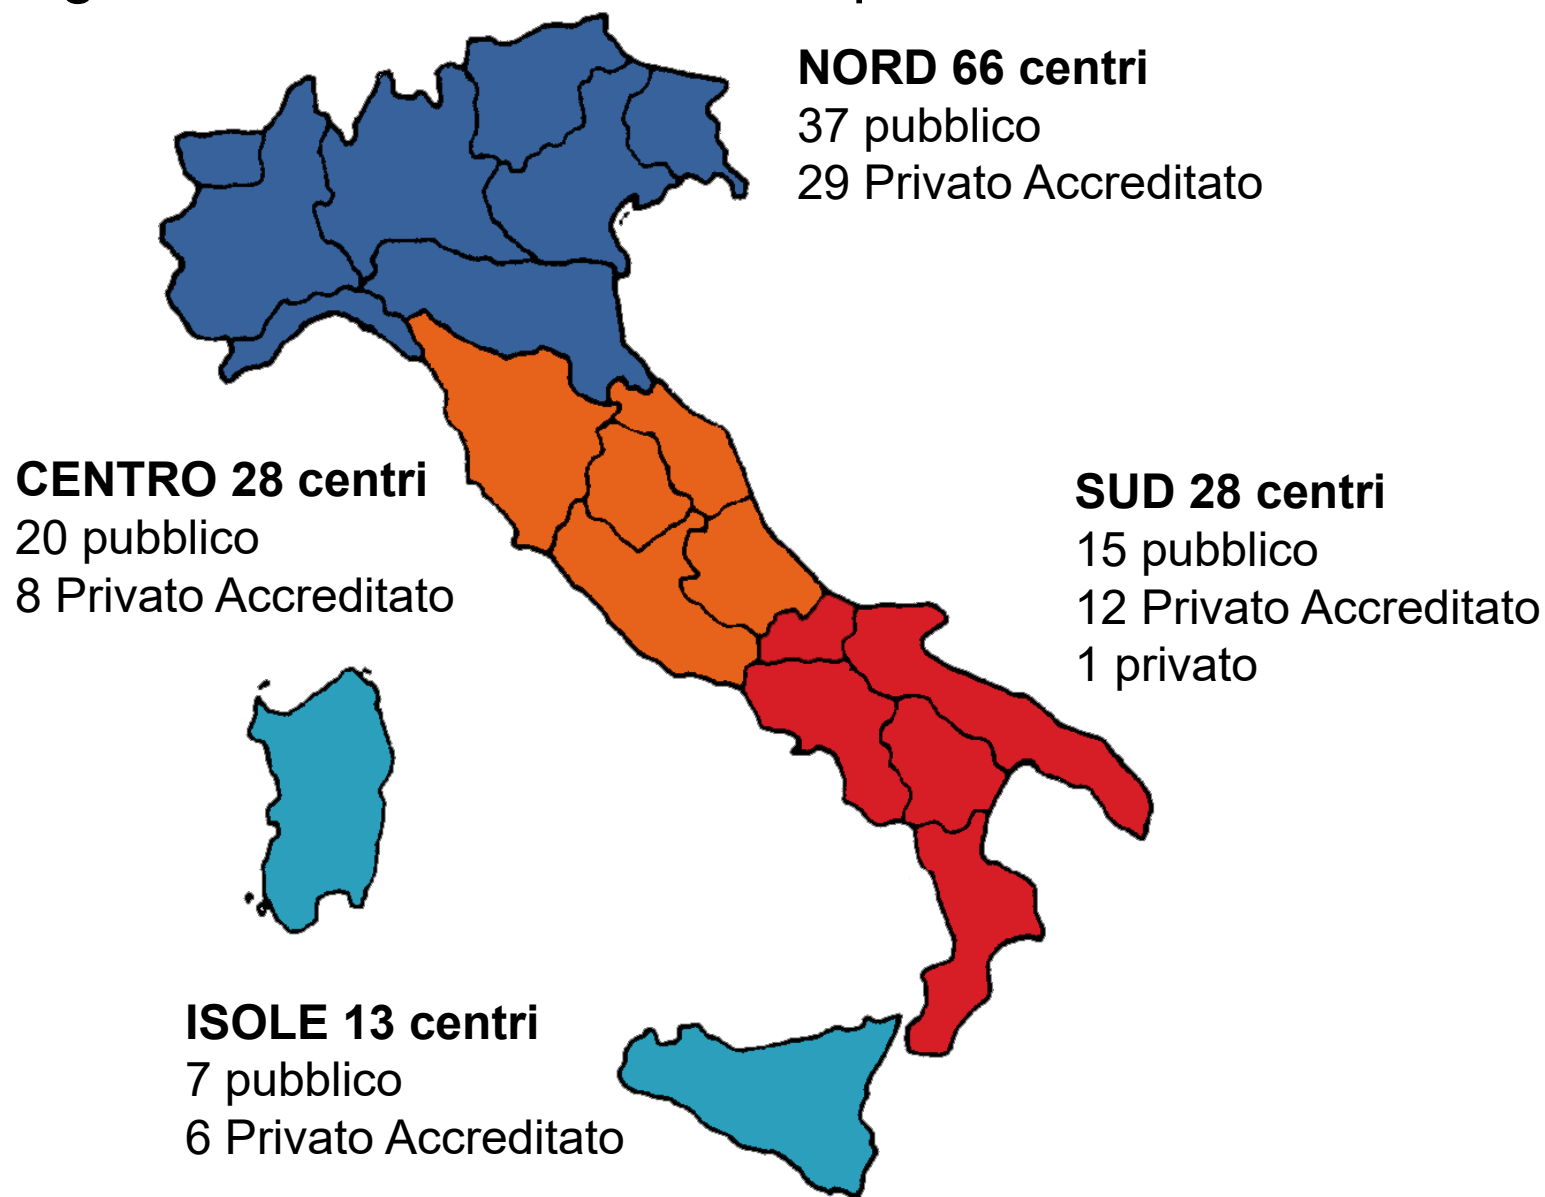 NORD 66 centri
37 pubblico
29 Privato Accreditato
CENTRO 28 centri
20 pubblico
8 Privato Accreditato
SUD 28 centri
15 pubblico
12 Privato Accreditato
1 privato
ISOLE 13 centri
7 pubblico
6 Privato Accreditato